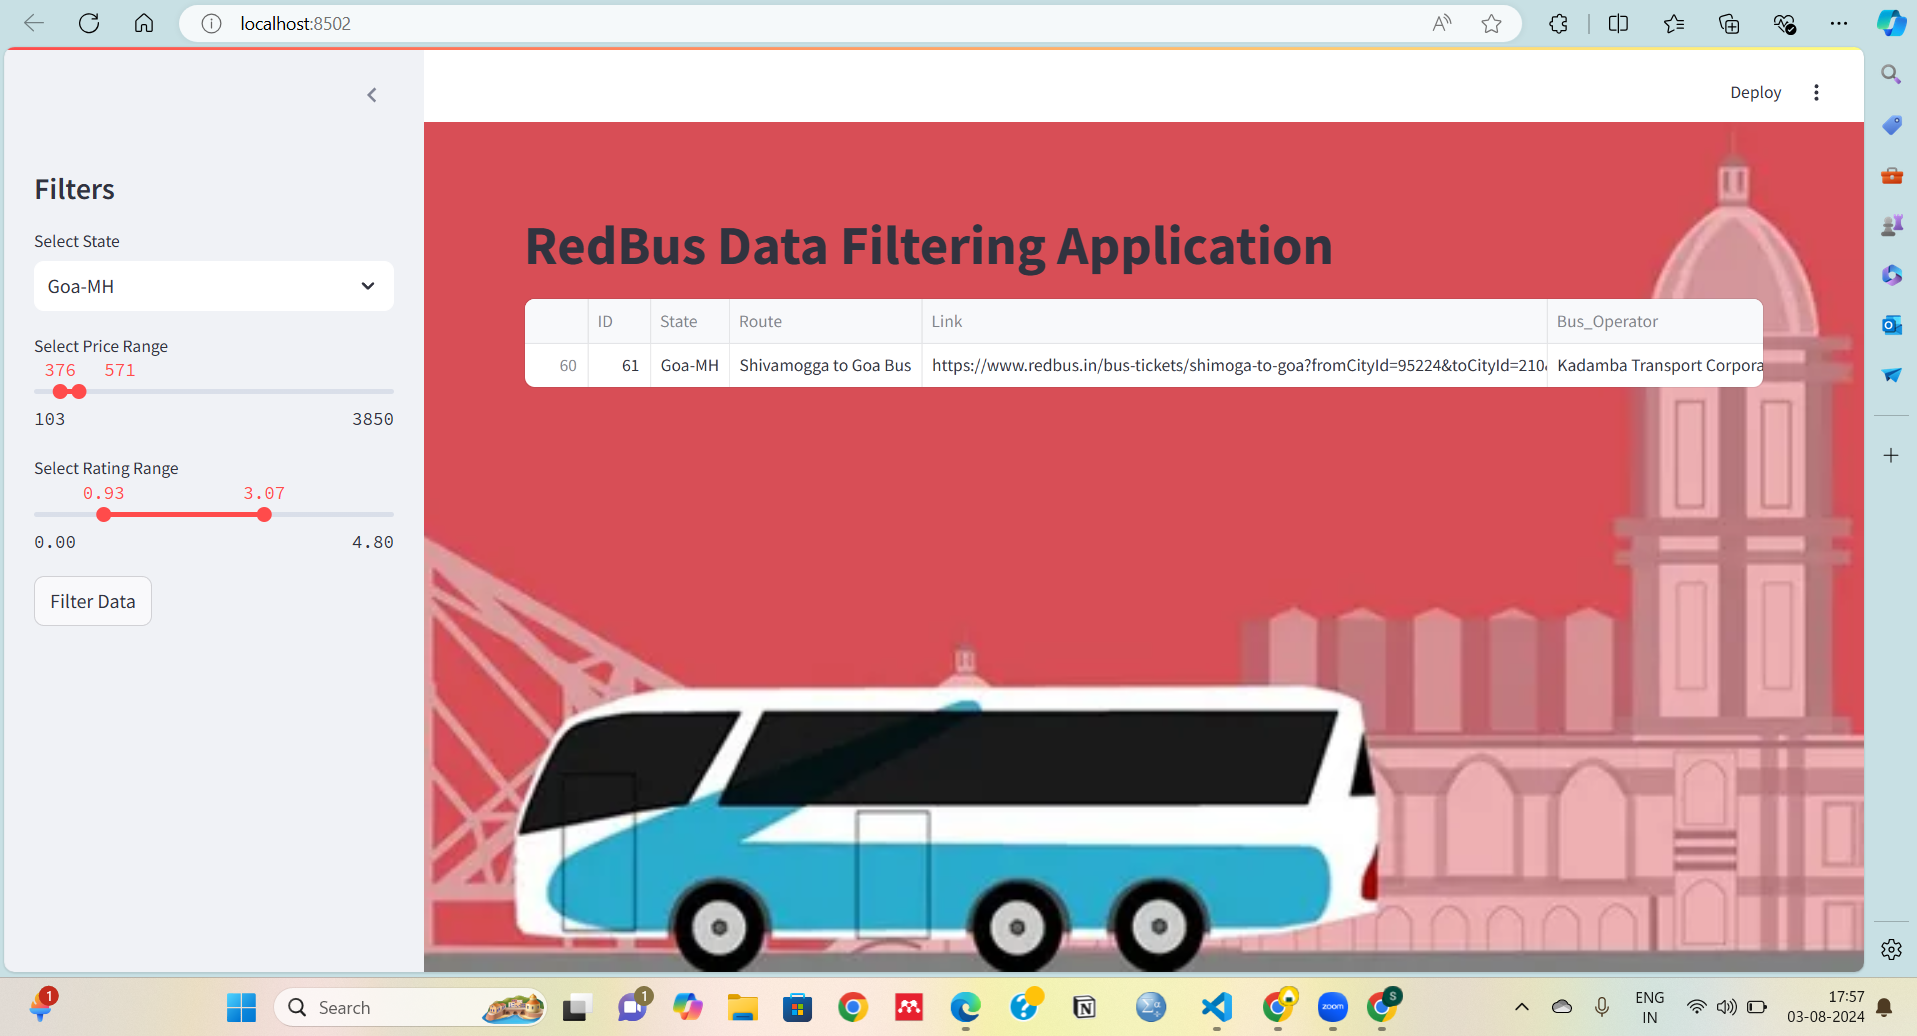 localhost:8502
Deploy
Filters
Select State
Goa-MH
Select Price Range
376 571
103 3850
Select Rating Range
0.93 3.07
0.00 4.80
Filter Data
RedBus Data Filtering Application
ID State Route Link Bus_Operator
60 61 Goa-MH Shivamogga to Goa Bus https://www.redbus.in/bus-tickets/shimoga-to-goa?fromCityId=95224&toCityId=210 Kadamba Transport Corpora
1
Search
1
zoom
S
ENG
IN
17:57
03-08-2024